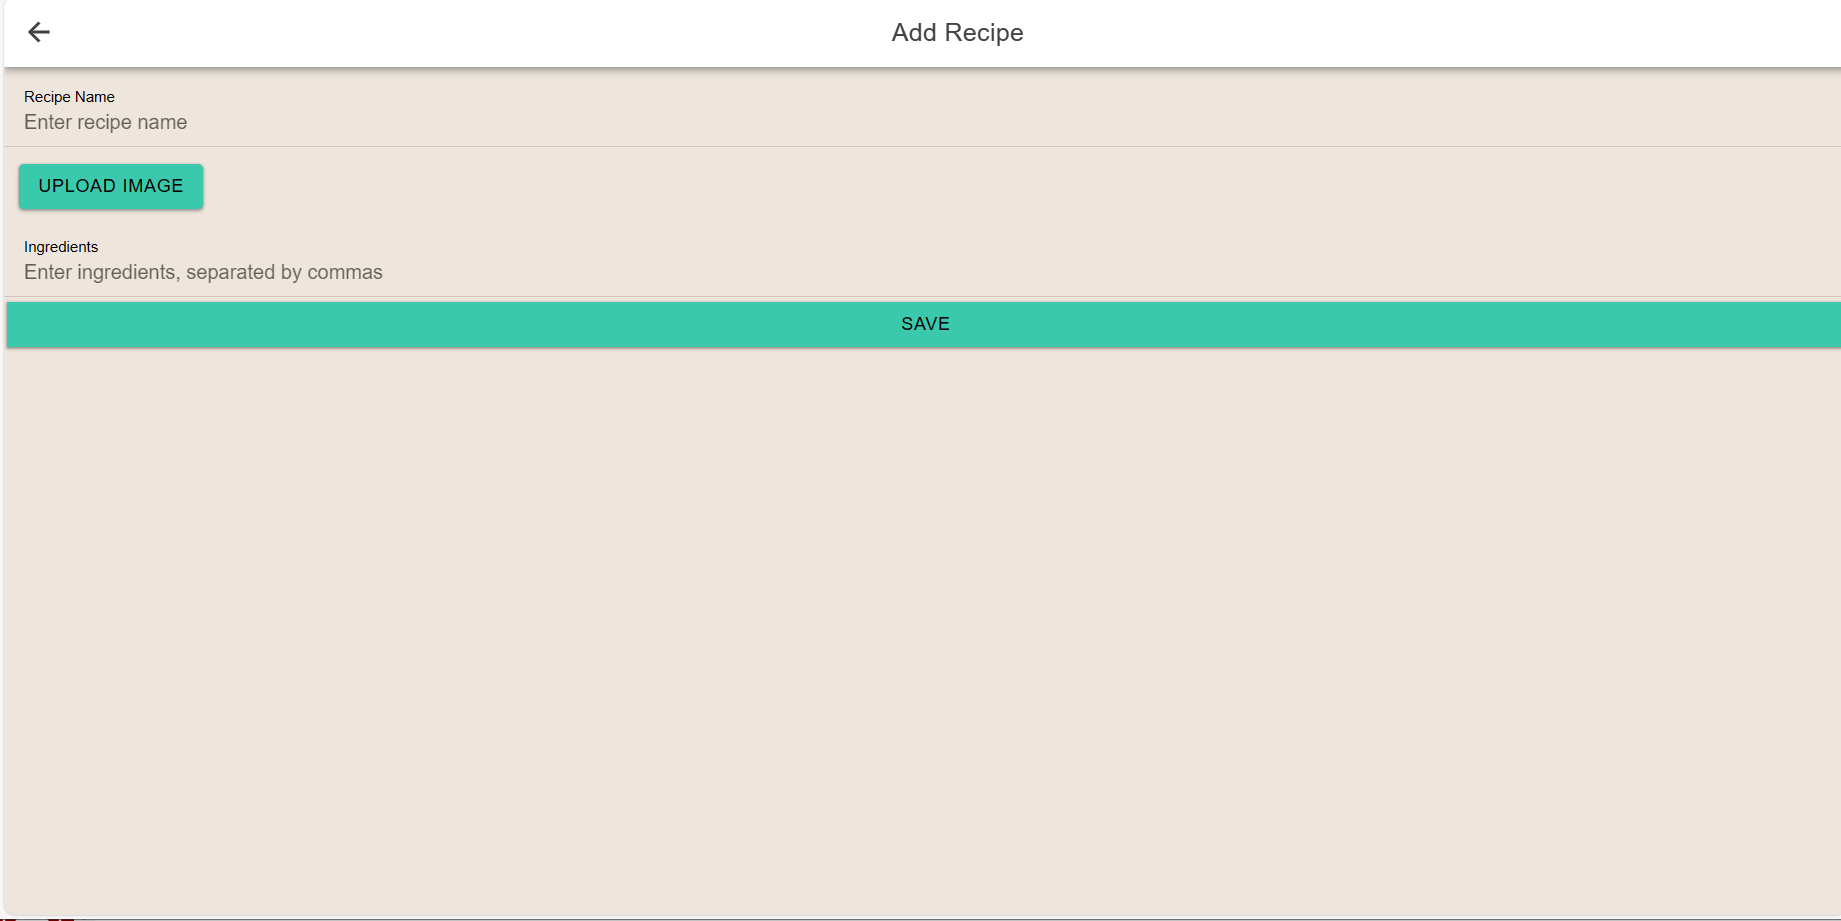 Add Recipe
Recipe Name
Enter recipe name
UPLOAD IMAGE
Ingredients
Enter ingredients, separated by commas
SAVE